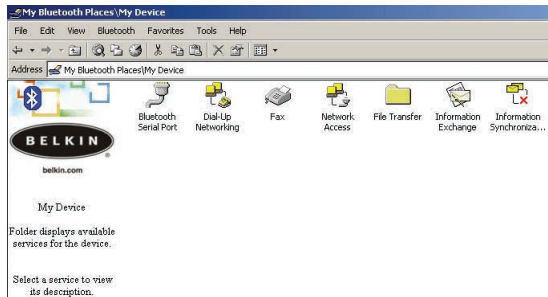 My Bluetooth Places\My Device
File Edit View Bluetooth Favorites Tools Help
Address My Bluetooth Places\My Device
Bluetooth Serial Port
Dial-Up Networking
Fax
Network Access
File Transfer
Information Exchange
Information Synchroniza...
BELKIN
belkin.com
My Device
Folder displays available
services for the device.
Select a service to view
its description.